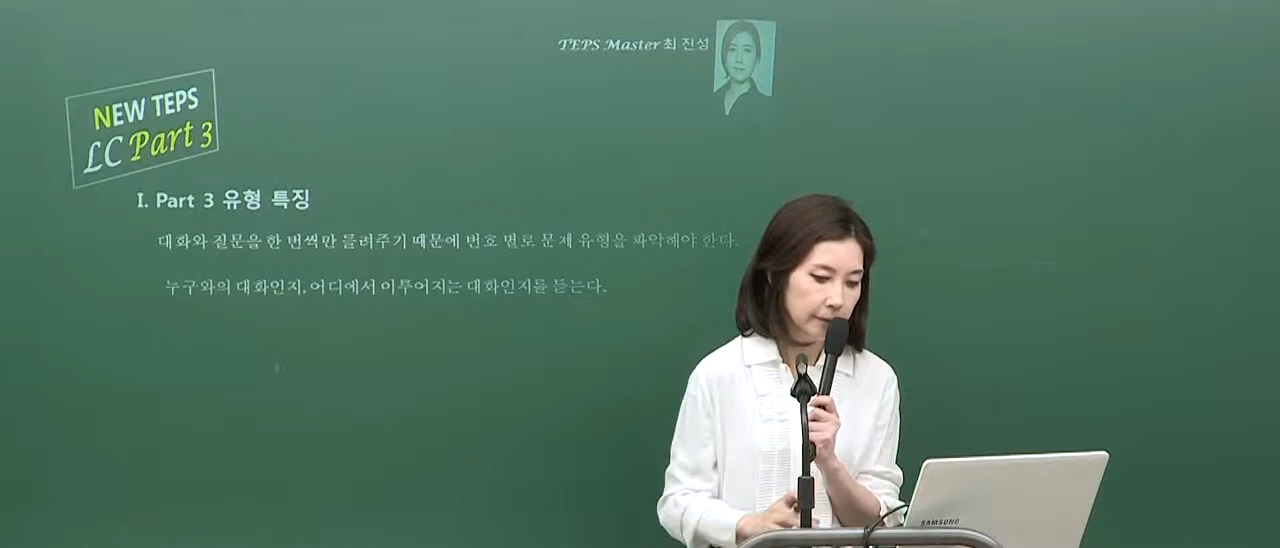 TEPS Master 최 진성
NEW TEPS
LC Part 3
I. Part 3 유형 특징
대화와 질문을 한 번씩만 들려주기 때문에 번호 별로 문제 유형을 파악해야 한다.
누구와의 대화인지, 어디에서 이루어지는 대화인지를 듣는다.
SAMSUNG